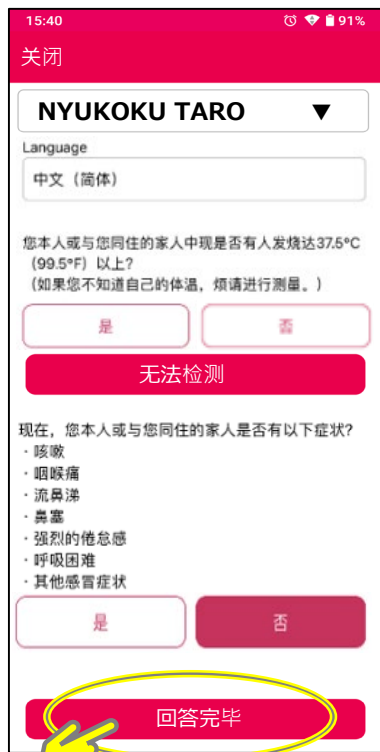 15:40 91%
关闭
NYUKOKU TARO ▼
Language
中文（简体）
您本人或与您同住的家人中现是否有人发烧达37.5°C
（99.5°F）以上?
（如果您不知道自己的体温，烦请进行测量。）
是 否
无法检测
现在，您本人或与您同住的家人是否有以下症状?
·咳嗽
·咽喉痛
·流鼻涕
·鼻塞
·强烈的倦怠感
·呼吸困难
·其他感冒症状
是 否
回答完毕